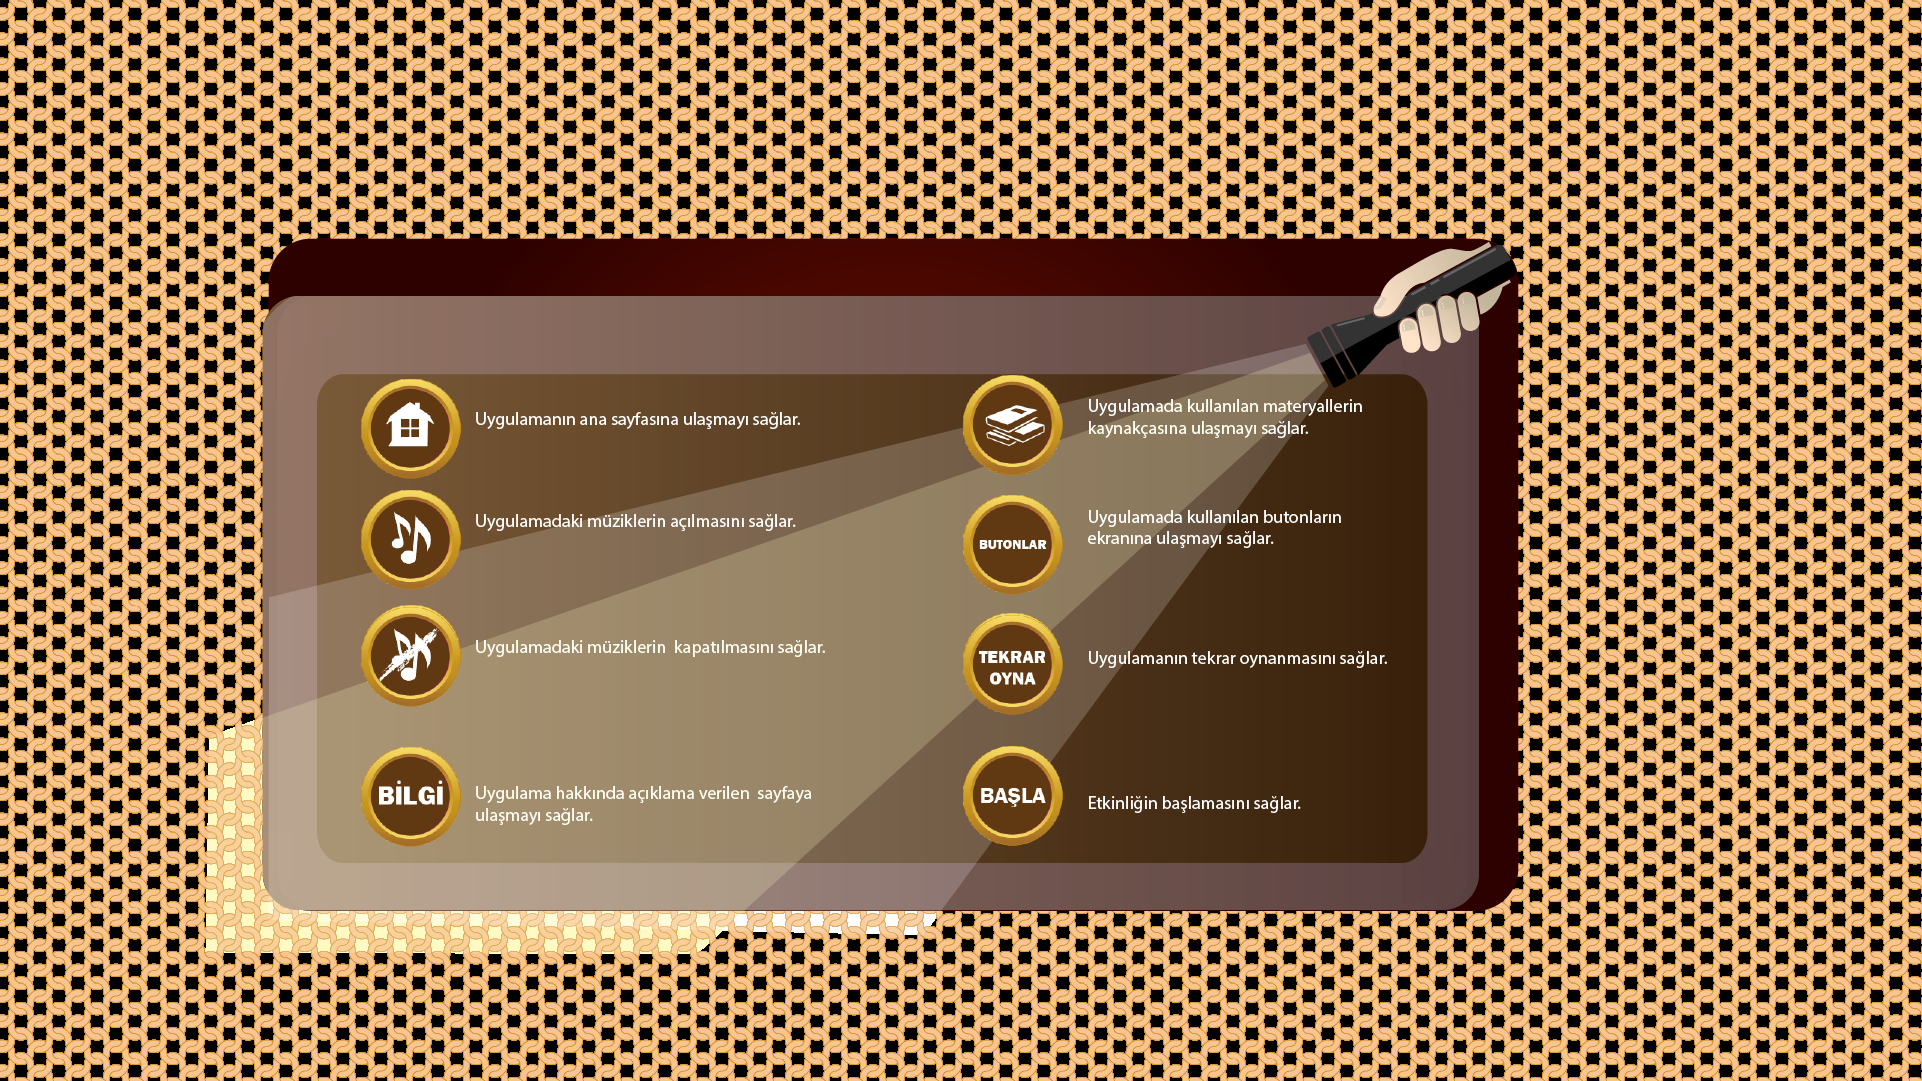 Uygulamanın ana sayfasına ulaşmayı sağlar.
Uygulamadaki müziklerin açılmasını sağlar.
Uygulamadaki müziklerin  kapatılmasını sağlar.
BİLGİ
Uygulama hakkında açıklama verilen  sayfaya
ulaşmayı sağlar.
Uygulamada kullanılan materyallerin
kaynakçasına ulaşmayı sağlar.
BUTONLAR
Uygulamada kullanılan butonların
ekranına ulaşmayı sağlar.
TEKRAR
OYNA
Uygulamanın tekrar oynanmasını sağlar.
BAŞLA
Etkinliğin başlamasını sağlar.